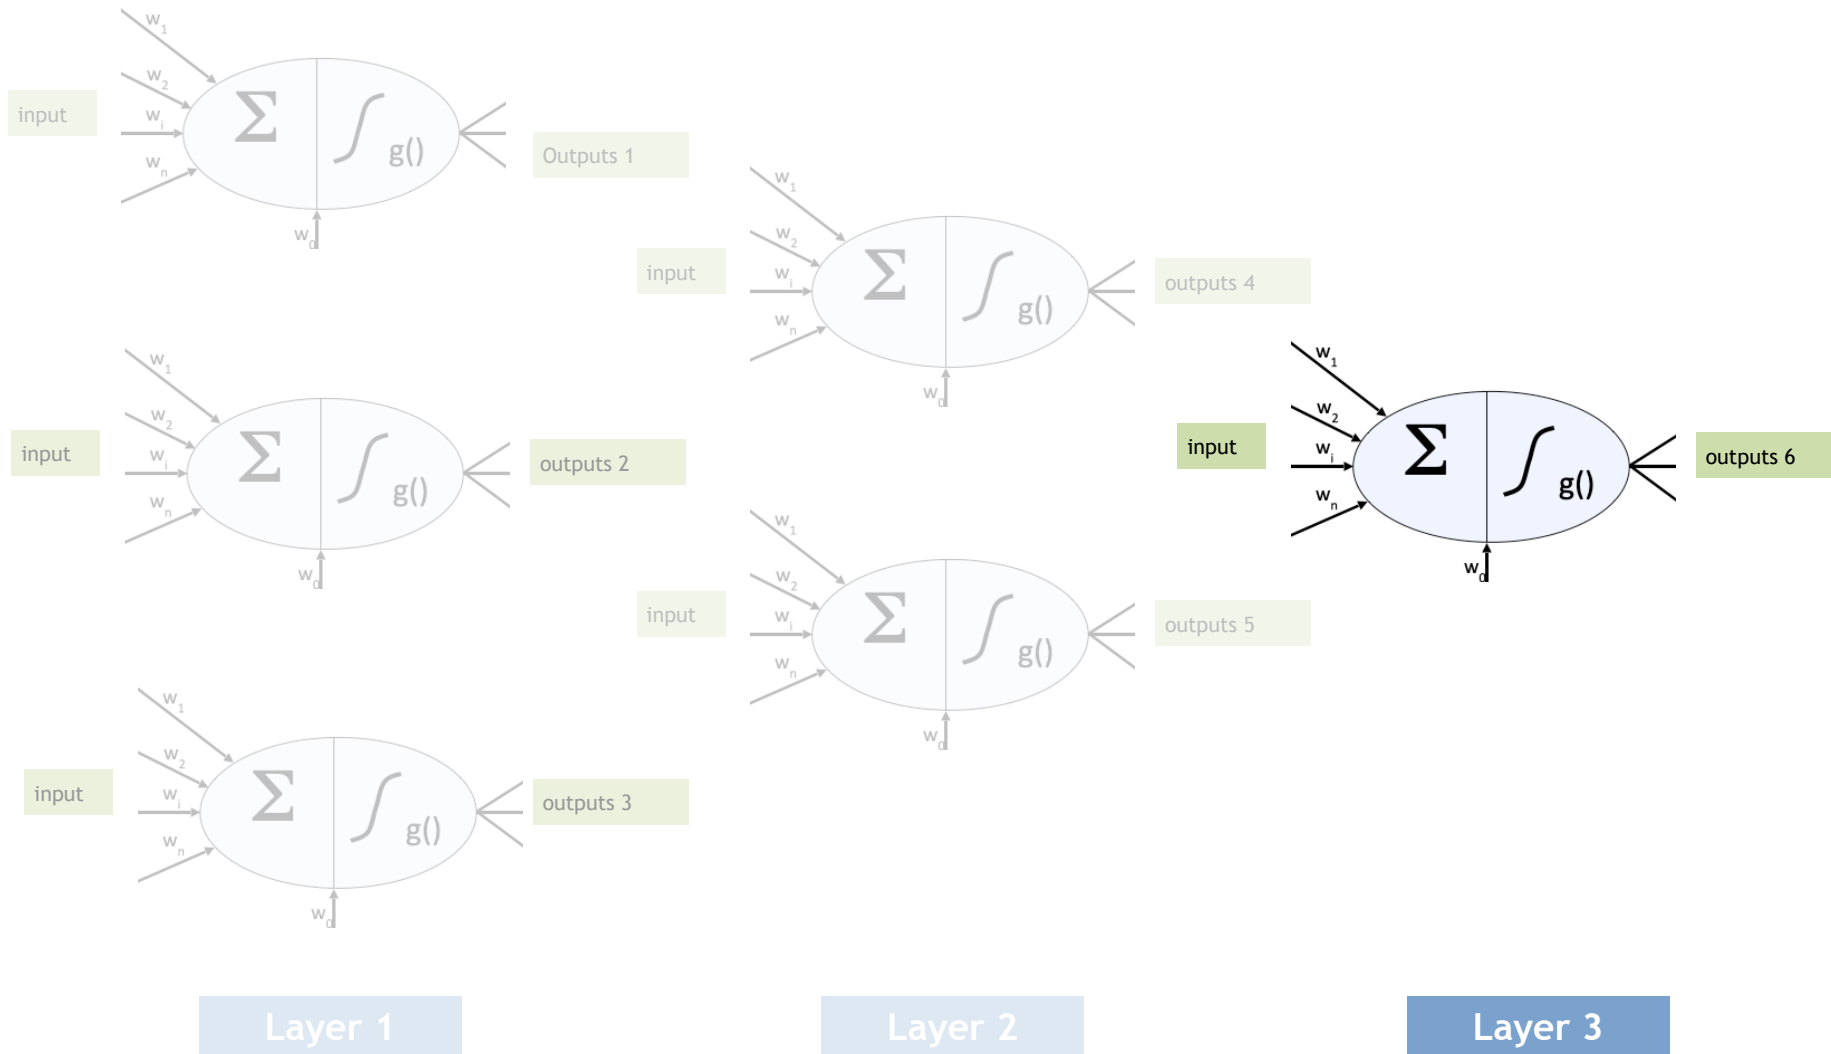 w1
w2
input
wi
wn
Σ
g()
w0
Outputs 1
w1
w2
input
wi
wn
Σ
g()
w0
outputs 2
w1
w2
input
wi
wn
Σ
g()
w0
outputs 3
w1
w2
input
wi
wn
Σ
g()
w0
outputs 4
w1
w2
input
wi
wn
Σ
g()
w0
outputs 5
w1
w2
input
wi
wn
Σ
g()
w0
outputs 6
Layer 1
Layer 2
Layer 3